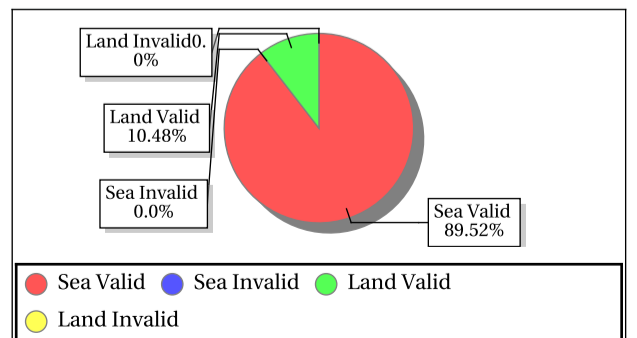 Land Invalid0.
0%
Land Valid
10.48%
Sea Invalid
0.0%
Sea Valid
89.52%
Sea Valid Sea Invalid Land Valid
Land Invalid